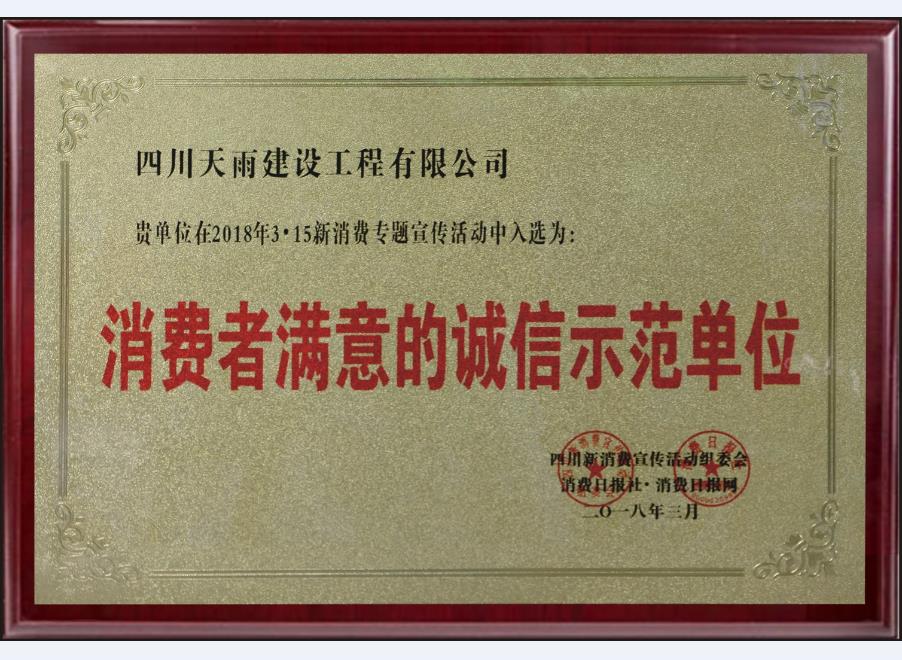 四川天雨建设工程有限公司
贵单位在2018年3·15新消费专题宣传活动中入选为：
消费者满意的诚信示范单位
四川新消费宣传活动组委会
消费日报社·消费日报网
二〇一八年三月